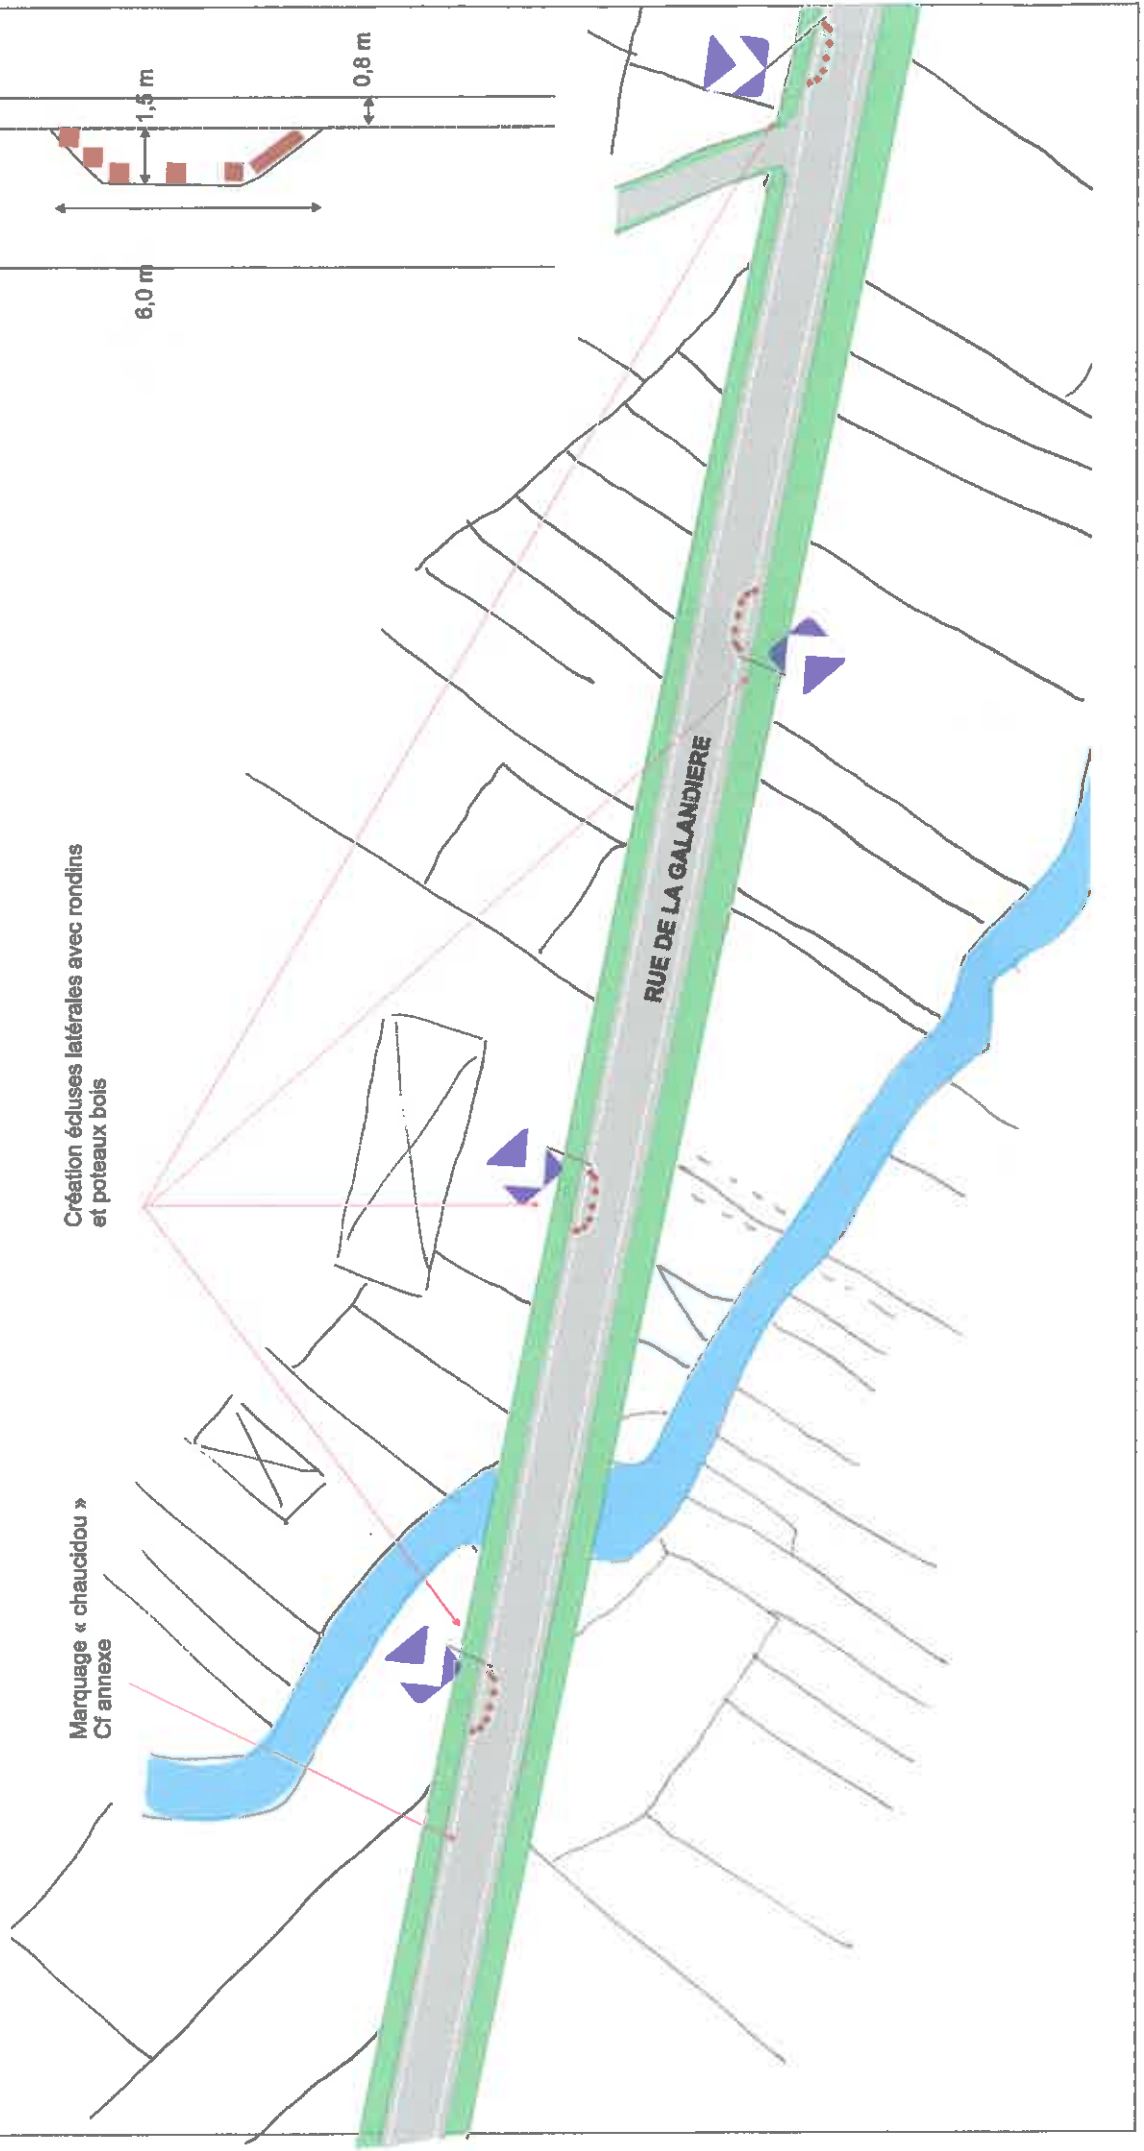 Marquage « chaucidou »
Cf annexe
Création écluses latérales avec rondins
et poteaux bois
RUE DE LA GALANDIERE
6,0 m
1,5 m
0,8 m